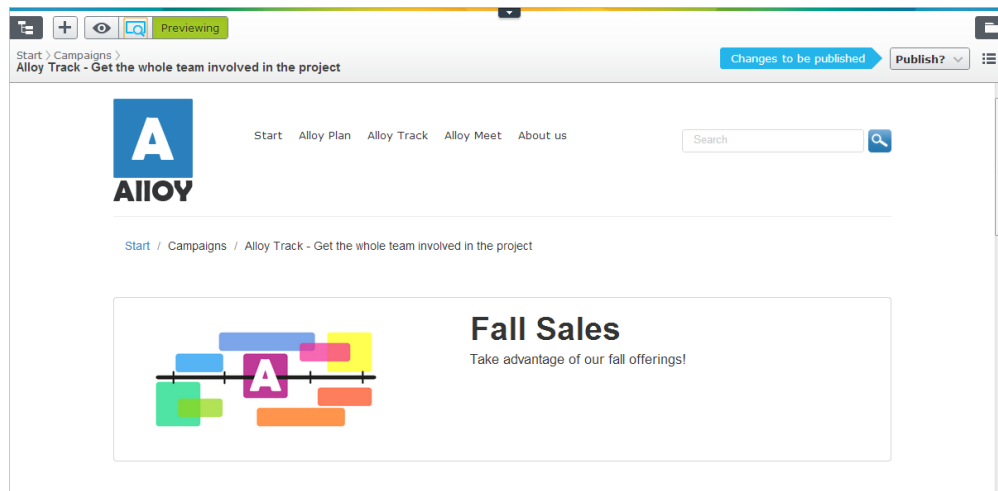 Previewing
Start > Campaigns >
Alloy Track - Get the whole team involved in the project
Changes to be published
Publish?
A
AllOY
Start Alloy Plan Alloy Track Alloy Meet About us
Search
Start / Campaigns / Alloy Track - Get the whole team involved in the project
Fall Sales
Take advantage of our fall offerings!
A